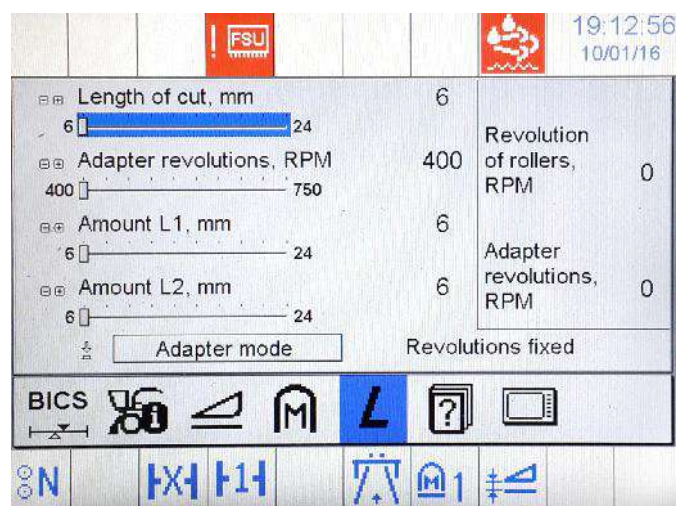 ! FSU
19:12:56
10/01/16
Length of cut, mm 6
6 24
Adapter revolutions, RPM 400
400 750
Amount L1, mm 6
6 24
Amount L2, mm 6
6 24
Adapter mode Revolutions fixed
Revolution
of rollers,
RPM 0
Adapter
revolutions,
RPM 0
BICS M L ?
N X 1 M 1